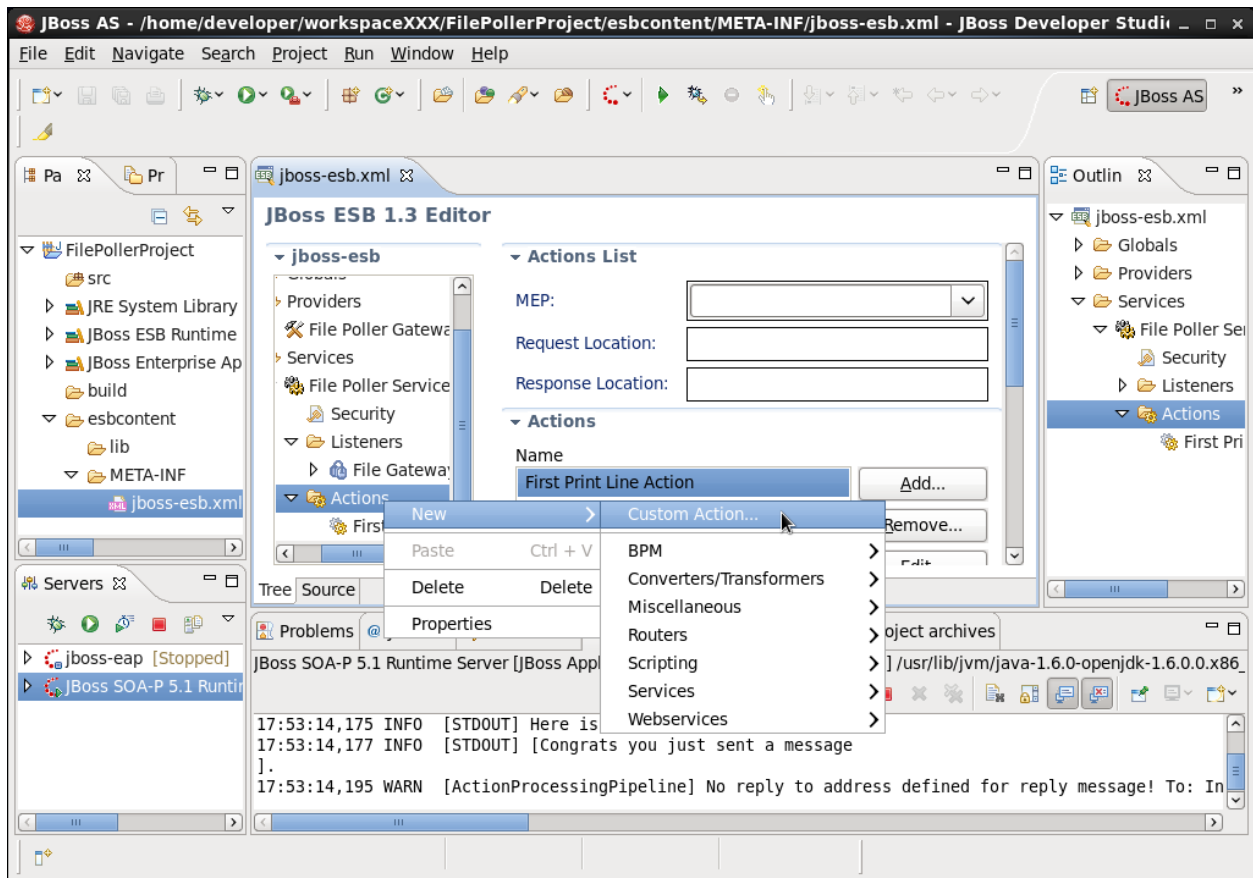 JBoss AS - /home/developer/workspaceXXX/FilePollerProject/esbcontent/META-INF/jboss-esb.xml - JBoss Developer Studi
File Edit Navigate Search Project Run Window Help
JBoss AS
Pa
Pr
jboss-esb.xml
Outlin
JBoss ESB 1.3 Editor
FilePollerProject
src
JRE System Library
JBoss ESB Runtime
JBoss Enterprise Ap
build
esbcontent
lib
META-INF
jboss-esb.xml
jboss-esb
Providers
File Poller Gatewa
Services
File Poller Service
Security
Listeners
File Gateway
Actions
First
Actions List
MEP:
Request Location:
Response Location:
Actions
Name
First Print Line Action
Add...
Remove...
Edit
Tree Source
jboss-esb.xml
Globals
Providers
Services
File Poller Ser
Security
Listeners
Actions
First Pri
New
Paste Ctrl + V
Delete Delete
Properties
Custom Action...
BPM
Converters/Transformers
Miscellaneous
Routers
Scripting
Services
Webservices
Servers
jboss-eap [Stopped]
JBoss SOA-P 5.1 Runtir
Problems @ oject archives
JBoss SOA-P 5.1 Runtime Server [JBoss Appl ] /usr/lib/jvm/java-1.6.0-openjdk-1.6.0.0.x86_
17:53:14,175 INFO [STDOUT] Here is
17:53:14,177 INFO [STDOUT] [Congrats you just sent a message
].
17:53:14,195 WARN [ActionProcessingPipeline] No reply to address defined for reply message! To: In